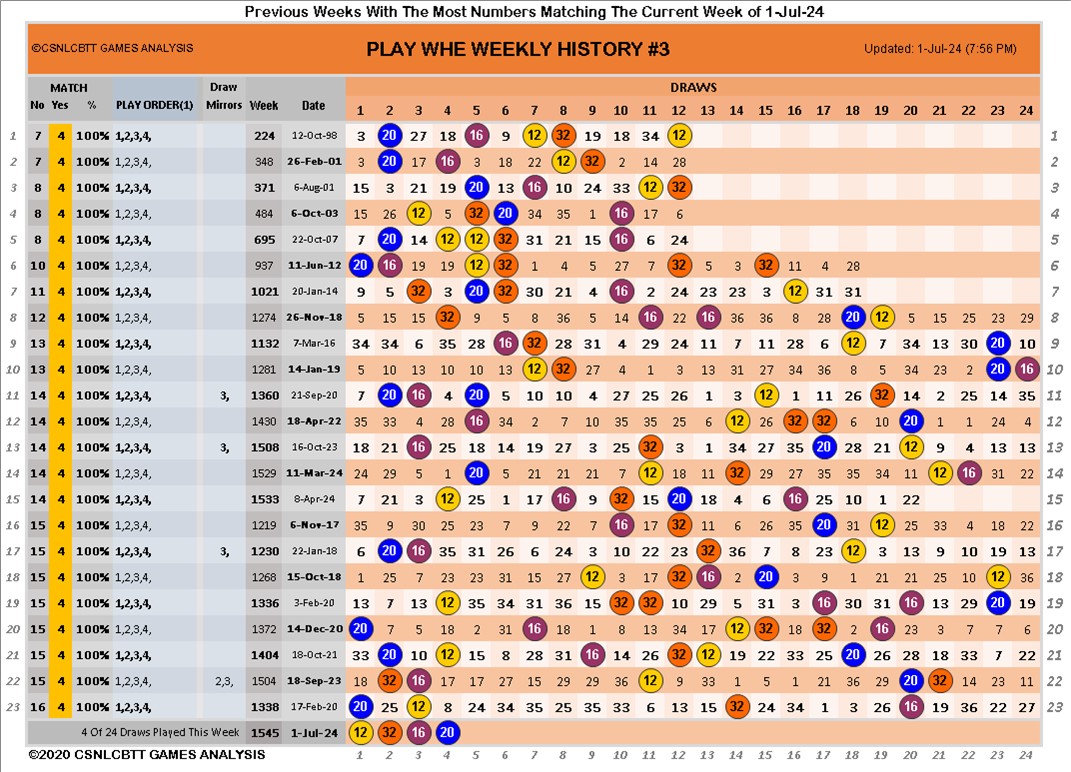 Previous Weeks With The Most Numbers Matching The Current Week of 1-Jul-24
©CSNLCBTT GAMES ANALYSIS PLAY WHE WEEKLY HISTORY #3 Updated: 1-Jul-24 (7:56 PM)
MATCH Draw DRAWS
No Yes % PLAY ORDER(1) Mirrors Week Date 1 2 3 4 5 6 7 8 9 10 11 12 13 14 15 16 17 18 19 20 21 22 23 24
1 7 4 100% 1,2,3,4, 224 12-Oct-98 3 20 27 18 16 9 12 32 19 18 34 12 1
2 7 4 100% 1,2,3,4, 348 26-Feb-01 3 20 17 16 3 18 22 12 32 2 14 28 2
3 8 4 100% 1,2,3,4, 371 6-Aug-01 15 3 21 19 20 13 16 10 24 33 12 32 3
4 8 4 100% 1,2,3,4, 484 6-Oct-03 15 26 12 5 32 20 34 35 1 16 17 6 4
5 8 4 100% 1,2,3,4, 695 22-Oct-07 7 20 14 12 12 32 31 21 15 16 6 24 5
6 10 4 100% 1,2,3,4, 937 11-Jun-12 20 16 19 19 12 32 1 4 5 27 7 32 5 3 32 11 4 28 6
7 11 4 100% 1,2,3,4, 1021 20-Jan-14 9 5 32 3 20 32 30 21 4 16 2 24 23 23 3 12 31 31 7
8 12 4 100% 1,2,3,4, 1274 26-Nov-18 5 15 15 32 9 5 8 36 5 14 16 22 16 36 36 8 28 20 12 5 15 25 23 29 8
9 13 4 100% 1,2,3,4, 1132 7-Mar-16 34 34 6 35 28 16 32 28 31 4 29 24 11 7 11 28 6 12 7 34 13 30 20 10 9
10 13 4 100% 1,2,3,4, 1281 14-Jan-19 5 10 13 10 10 13 12 32 27 4 1 3 13 31 27 34 36 8 5 34 23 2 20 16 10
11 14 4 100% 1,2,3,4, 3, 1360 21-Sep-20 7 20 16 4 20 5 10 10 4 27 25 26 1 3 12 1 11 26 32 14 2 25 14 35 11
12 14 4 100% 1,2,3,4, 1430 18-Apr-22 35 33 4 28 16 34 2 7 10 35 35 25 6 12 26 32 32 6 10 20 1 1 24 4 12
13 14 4 100% 1,2,3,4, 3, 1508 16-Oct-23 18 21 16 25 18 14 19 27 3 25 32 3 1 34 27 35 20 28 21 12 9 4 13 13 13
14 14 4 100% 1,2,3,4, 1529 11-Mar-24 24 29 5 1 20 5 21 21 21 7 12 18 11 32 29 27 35 35 34 11 12 16 31 22 14
15 14 4 100% 1,2,3,4, 1533 8-Apr-24 7 21 3 12 25 1 17 16 9 32 15 20 18 4 6 16 25 10 1 22 15
16 15 4 100% 1,2,3,4, 1219 6-Nov-17 35 9 30 25 23 7 9 22 7 16 17 32 11 6 26 35 20 31 12 25 33 4 18 22 16
17 15 4 100% 1,2,3,4, 3, 1230 22-Jan-18 6 20 16 35 31 26 6 24 3 10 22 23 32 36 7 8 23 12 3 13 9 10 19 13 17
18 15 4 100% 1,2,3,4, 1268 15-Oct-18 1 25 7 23 23 31 15 27 12 3 17 32 16 2 20 3 9 1 21 21 25 10 12 36 18
19 15 4 100% 1,2,3,4, 1336 3-Feb-20 13 7 13 12 35 34 31 36 15 32 32 10 29 5 31 3 16 30 31 16 13 29 20 19 19
20 15 4 100% 1,2,3,4, 1372 14-Dec-20 20 7 5 18 2 31 16 18 1 8 13 34 17 12 32 18 32 2 16 23 3 7 7 6 20
21 15 4 100% 1,2,3,4, 1404 18-Oct-21 33 20 10 12 15 8 28 31 16 14 26 32 12 19 22 33 25 20 26 28 18 33 7 22 21
22 15 4 100% 1,2,3,4, 2,3, 1504 18-Sep-23 18 32 16 17 17 27 26 29 35 36 12 9 33 1 5 1 31 36 29 20 32 14 23 11 22
23 16 4 100% 1,2,3,4, 1338 17-Feb-20 20 25 12 8 24 34 35 25 35 33 6 13 15 32 24 34 1 3 26 16 19 36 22 27 23
4 Of 24 Draws Played This Week 1545 1-Jul-24 12 32 16 20
©2020 CSNLCBTT GAMES ANALYSIS 1 2 3 4 5 6 7 8 9 10 11 12 13 14 15 16 17 18 19 20 21 22 23 24